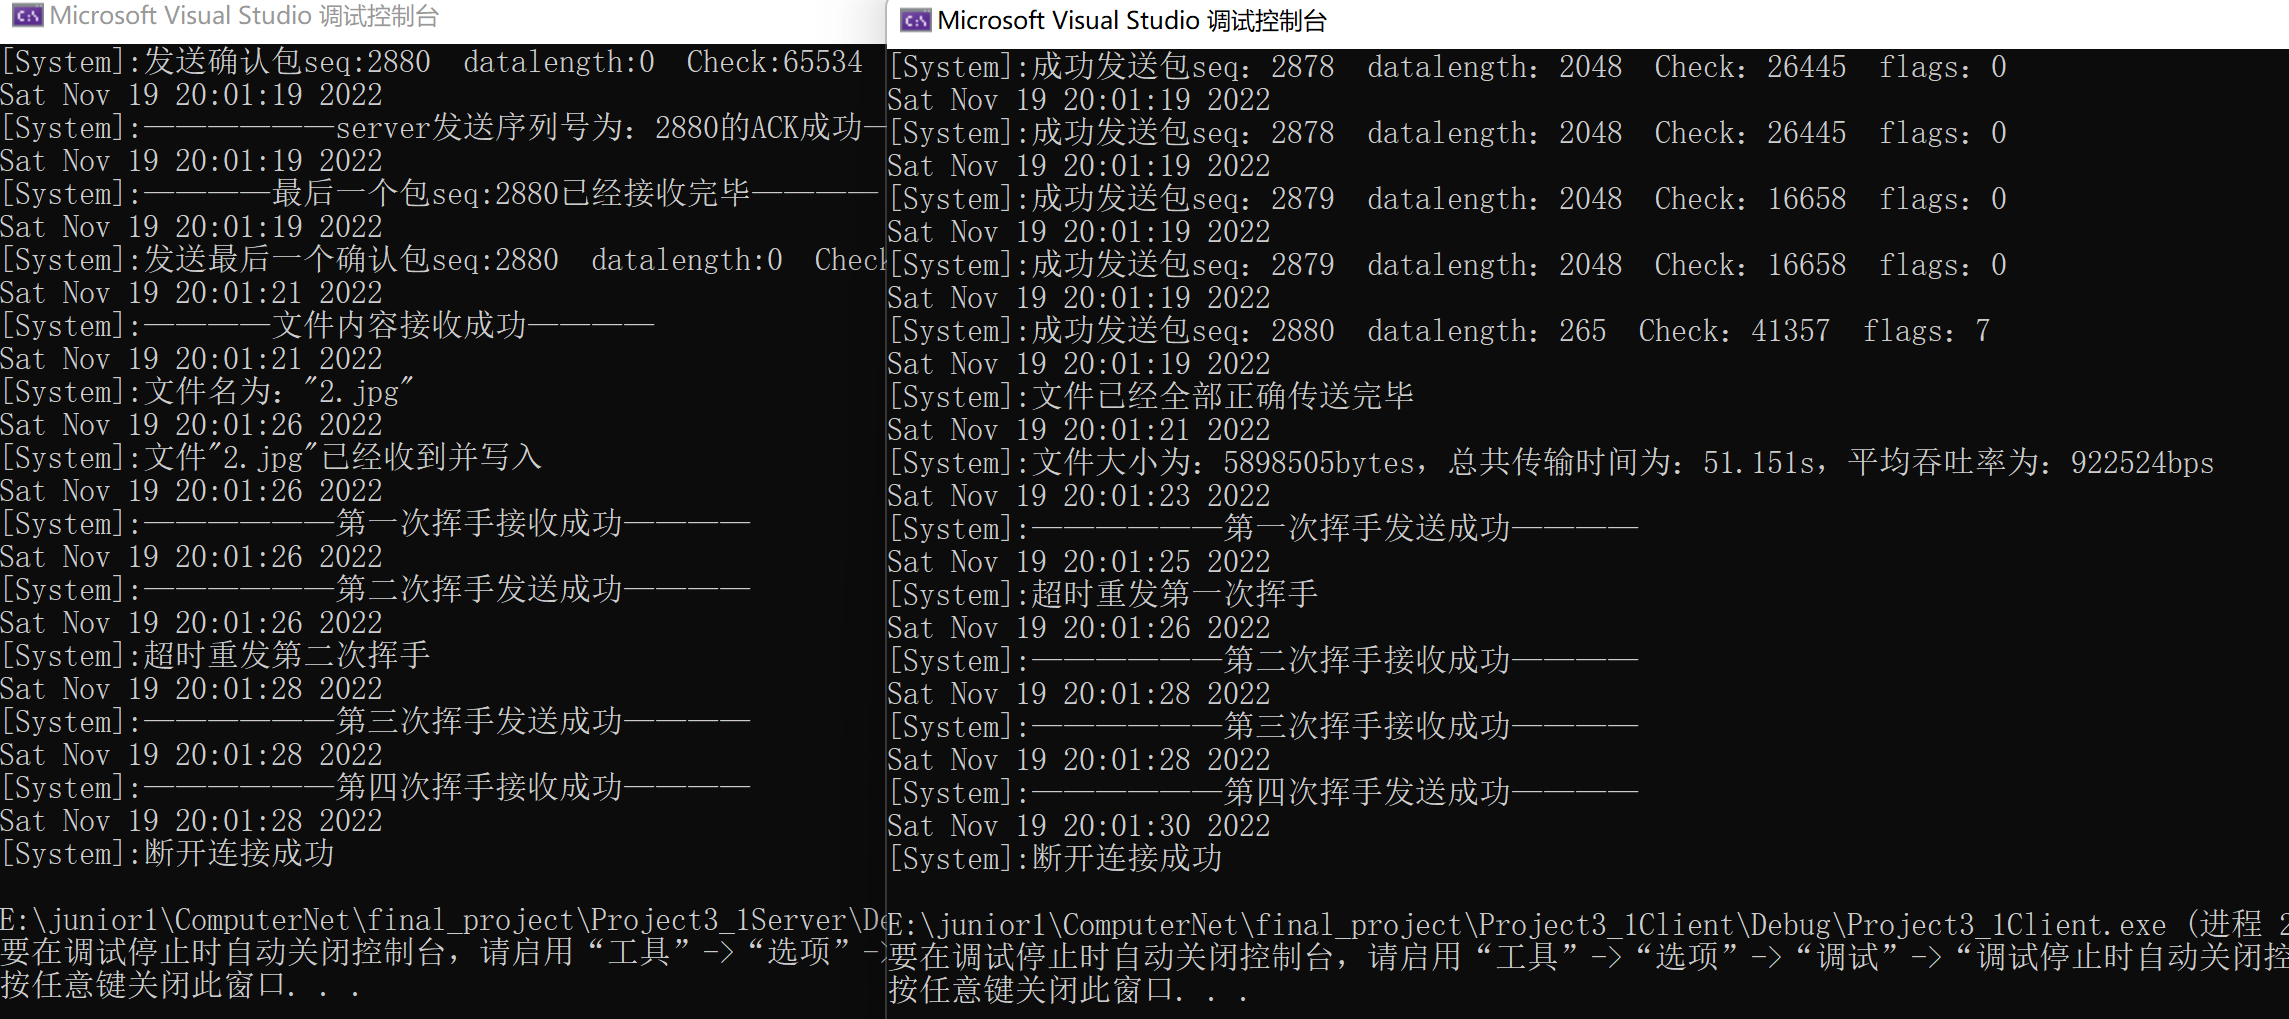 Microsoft Visual Studio 调试控制台
[System]:发送确认包seq:2880  datalength:0  Check:65534
Sat Nov 19 20:01:19 2022
[System]:——————server发送序列号为：2880的ACK成功—
Sat Nov 19 20:01:19 2022
[System]:————最后一个包seq:2880已经接收完毕————
Sat Nov 19 20:01:19 2022
[System]:发送最后一个确认包seq:2880  datalength:0  Check
Sat Nov 19 20:01:21 2022
[System]:————文件内容接收成功————
Sat Nov 19 20:01:21 2022
[System]:文件名为："2.jpg"
Sat Nov 19 20:01:26 2022
[System]:文件"2.jpg"已经收到并写入
Sat Nov 19 20:01:26 2022
[System]:——————第一次挥手接收成功————
Sat Nov 19 20:01:26 2022
[System]:——————第二次挥手发送成功————
Sat Nov 19 20:01:26 2022
[System]:超时重发第二次挥手
Sat Nov 19 20:01:28 2022
[System]:——————第三次挥手发送成功————
Sat Nov 19 20:01:28 2022
[System]:——————第四次挥手接收成功————
Sat Nov 19 20:01:28 2022
[System]:断开连接成功
E:\junior1\ComputerNet\final_project\Project3_1Server\De
要在调试停止时自动关闭控制台，请启用“工具”->“选项”-
按任意键关闭此窗口. . .
Microsoft Visual Studio 调试控制台
[System]:成功发送包seq：2878  datalength：2048  Check：26445  flags：0
Sat Nov 19 20:01:19 2022
[System]:成功发送包seq：2878  datalength：2048  Check：26445  flags：0
Sat Nov 19 20:01:19 2022
[System]:成功发送包seq：2879  datalength：2048  Check：16658  flags：0
Sat Nov 19 20:01:19 2022
[System]:成功发送包seq：2879  datalength：2048  Check：16658  flags：0
Sat Nov 19 20:01:19 2022
[System]:成功发送包seq：2880  datalength：265  Check：41357  flags：7
Sat Nov 19 20:01:19 2022
[System]:文件已经全部正确传送完毕
Sat Nov 19 20:01:21 2022
[System]:文件大小为：5898505bytes，总共传输时间为：51.151s，平均吞吐率为：922524bps
Sat Nov 19 20:01:23 2022
[System]:——————第一次挥手发送成功————
Sat Nov 19 20:01:25 2022
[System]:超时重发第一次挥手
Sat Nov 19 20:01:26 2022
[System]:——————第二次挥手接收成功————
Sat Nov 19 20:01:28 2022
[System]:——————第三次挥手接收成功————
Sat Nov 19 20:01:28 2022
[System]:——————第四次挥手发送成功————
Sat Nov 19 20:01:30 2022
[System]:断开连接成功
E:\junior1\ComputerNet\final_project\Project3_1Client\Debug\Project3_1Client.exe (进程 2
要在调试停止时自动关闭控制台，请启用“工具”->“选项”->“调试”->“调试停止时自动关闭控
按任意键关闭此窗口. . .